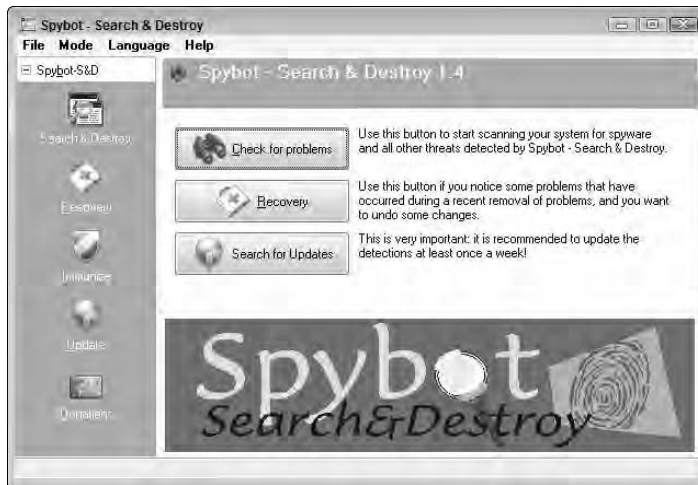 Spybot - Search & Destroy
File Mode Language Help
Spybot-S&D
Spybot - Search & Destroy 1.4
Search & Destroy
Recovery
Immunize
Update
Donations
Check for problems
Use this button to start scanning your system for spyware
and all other threats detected by Spybot - Search & Destroy.
Recovery
Use this button if you notice some problems that have
occurred during a recent removal of problems, and you want
to undo some changes.
Search for Updates
This is very important: it is recommended to update the
detections at least once a week!
Spybot
Search&Destroy